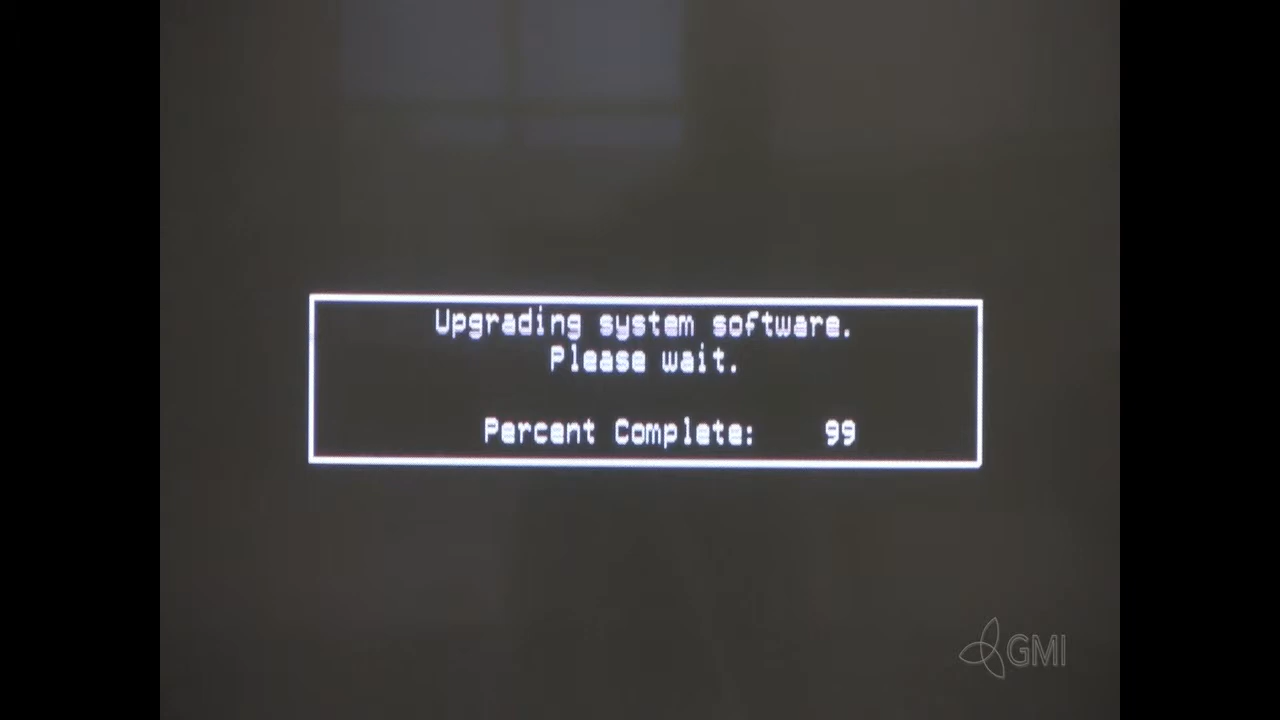 Upgrading system software.
Please wait.
Percent Complete: 99
GMI